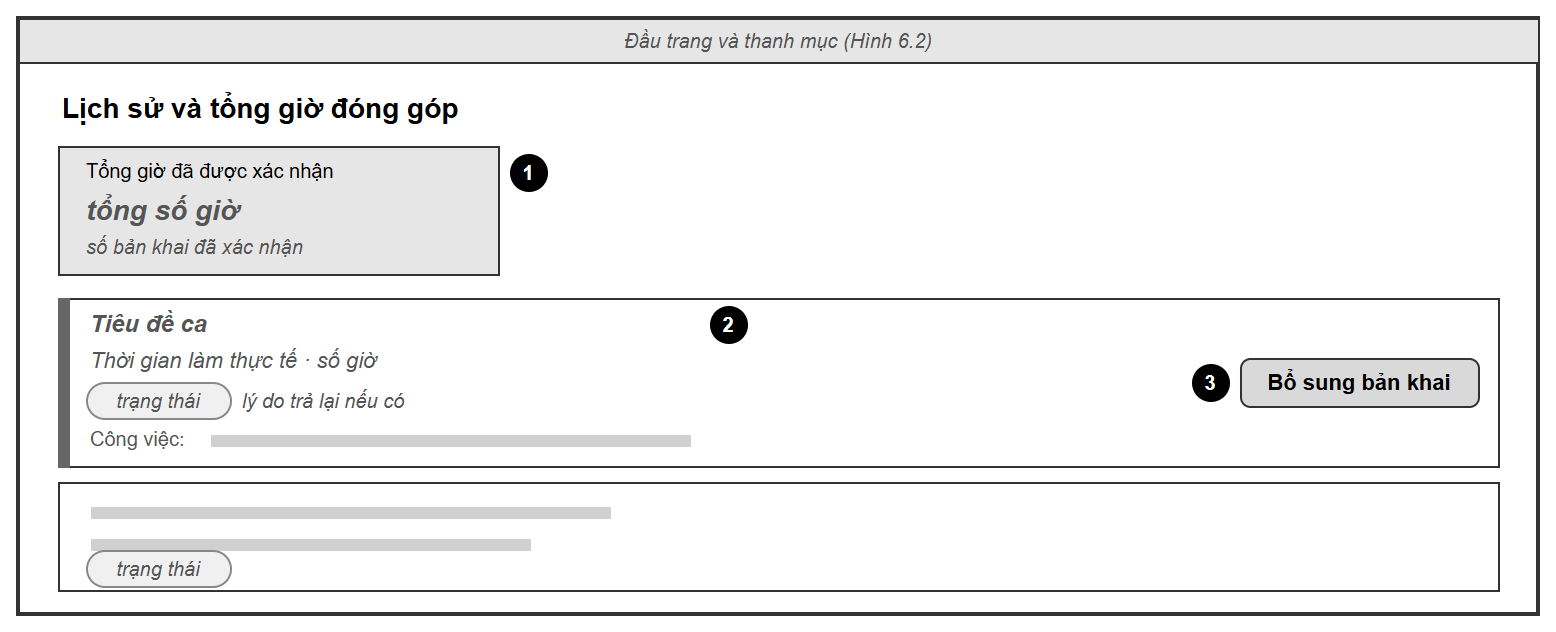 Đầu trang và thanh mục (Hình 6.2)
Lịch sử và tổng giờ đóng góp
Tổng giờ đã được xác nhận
1
tổng số giờ
số bản khai đã xác nhận
Tiêu đề ca
2
Thời gian làm thực tế · số giờ
3
Bổ sung bản khai
trạng thái lý do trả lại nếu có
Công việc:
trạng thái